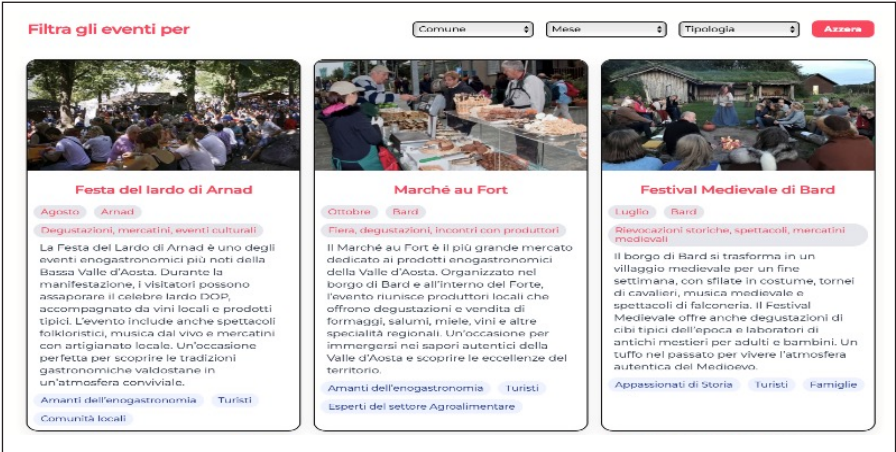 Filtra gli eventi per
Comune
Mese
Tipologia
Azzera
Festa del lardo di Arnad
Agosto Arnad
Degustazioni, mercatini, eventi culturali
La Festa del Lardo di Arnad è uno degli
eventi enogastronomici più noti della
Bassa Valle d'Aosta. Durante la
manifestazione, i visitatori possono
assaporare il celebre lardo DOP,
accompagnato da vini locali e prodotti
tipici. L'evento include anche spettacoli
folkloristici, musica dal vivo e mercatini
con artigianato locale. Un'occasione
perfetta per scoprire le tradizioni
gastronomiche valdostane in
un'atmosfera conviviale.
Amanti dell'enogastronomia Turisti
Comunità locali
Marché au Fort
Ottobre Bard
Fiera, degustazioni, incontri con produttori
Il Marché au Fort è il più grande mercato
dedicato ai prodotti enogastronomici
della Valle d'Aosta. Organizzato nel
borgo di Bard e all'interno del Forte,
l'evento riunisce produttori locali che
offrono degustazioni e vendita di
formaggi, salumi, miele, vini e altre
specialità regionali. Un'occasione per
immergersi nei sapori autentici della
Valle d'Aosta e scoprire le eccellenze del
territorio.
Amanti dell'enogastronomia Turisti
Esperti del settore Agroalimentare
Festival Medievale di Bard
Luglio Bard
Rievocazioni storiche, spettacoli, mercatini
medievali
Il borgo di Bard si trasforma in un
villaggio medievale per un fine
settimana, con sfilate in costume, tornei
di cavalieri, musica medievale e
spettacoli di falconeria. Il Festival
Medievale offre anche degustazioni di
cibi tipici dell'epoca e laboratori di
antichi mestieri per adulti e bambini. Un
tuffo nel passato per vivere l'atmosfera
autentica del Medioevo.
Appassionati di Storia Turisti Famiglie